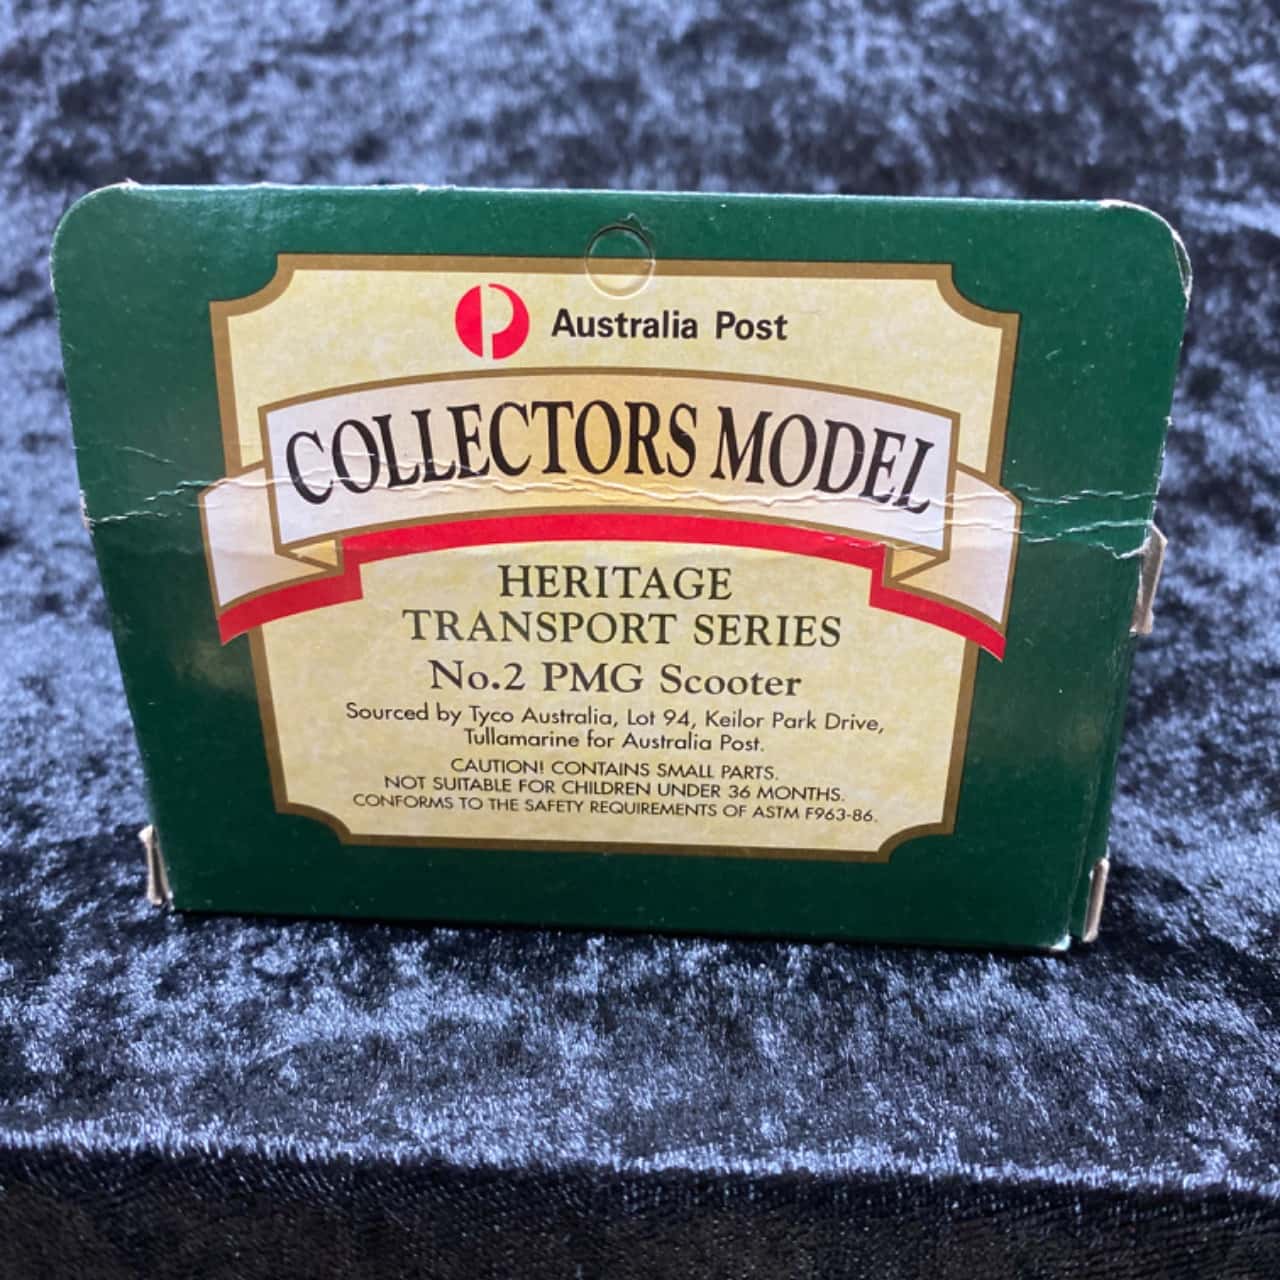 Australia Post
COLLECTORS MODEL
HERITAGE
TRANSPORT SERIES
No.2 PMG Scooter
Sourced by Tyco Australia, Lot 94, Keilor Park Drive,
Tullamarine for Australia Post.
CAUTION! CONTAINS SMALL PARTS.
NOT SUITABLE FOR CHILDREN UNDER 36 MONTHS.
CONFORMS TO THE SAFETY REQUIREMENTS OF ASTM F963-86.